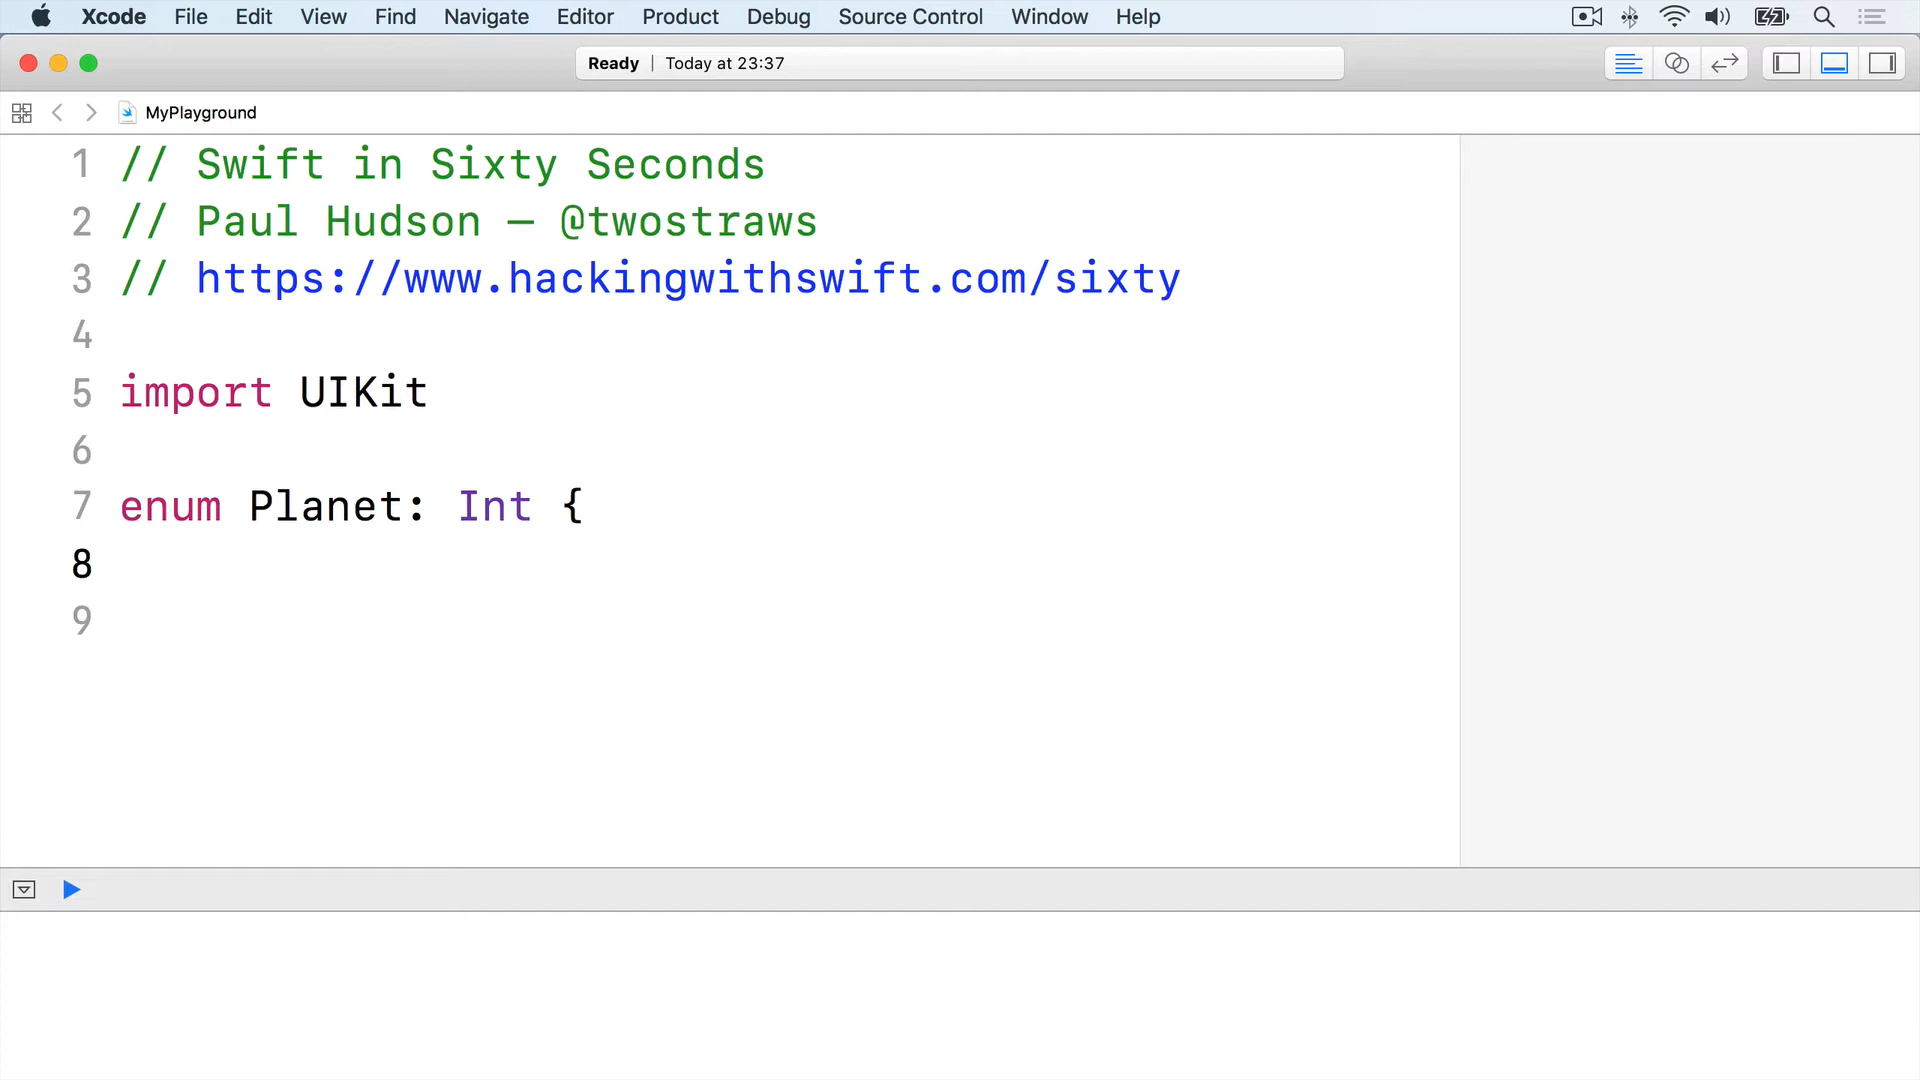 Xcode File Edit View Find Navigate Editor Product Debug Source Control Window Help
Ready | Today at 23:37
MyPlayground
1 // Swift in Sixty Seconds
2 // Paul Hudson — @twostraws
3 // https://www.hackingwithswift.com/sixty
4
5 import UIKit
6
7 enum Planet: Int {
8
9